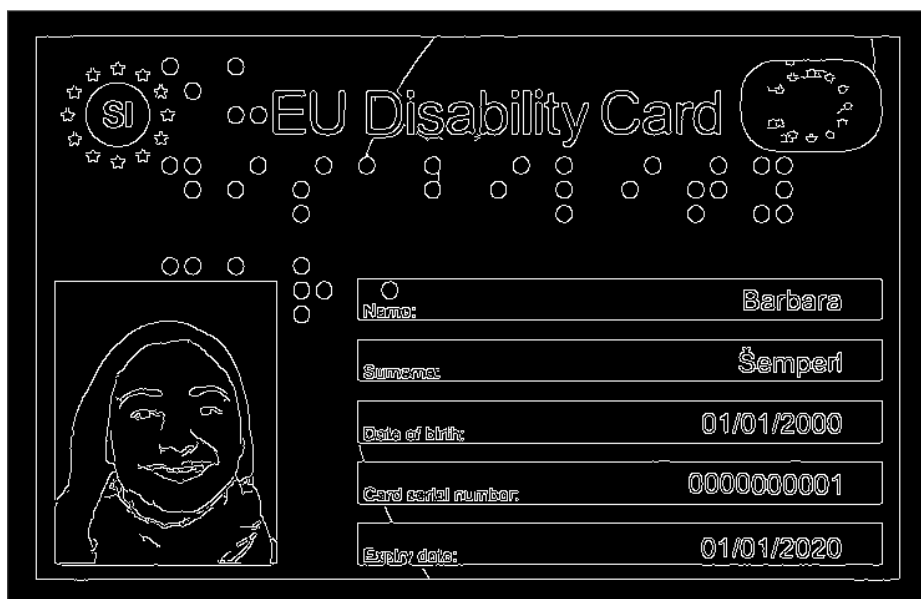 SI EU Disability Card
Name: Barbara
Surname: Šemperl
Date of birth: 01/01/2000
Card serial number: 0000000001
Expiry date: 01/01/2020